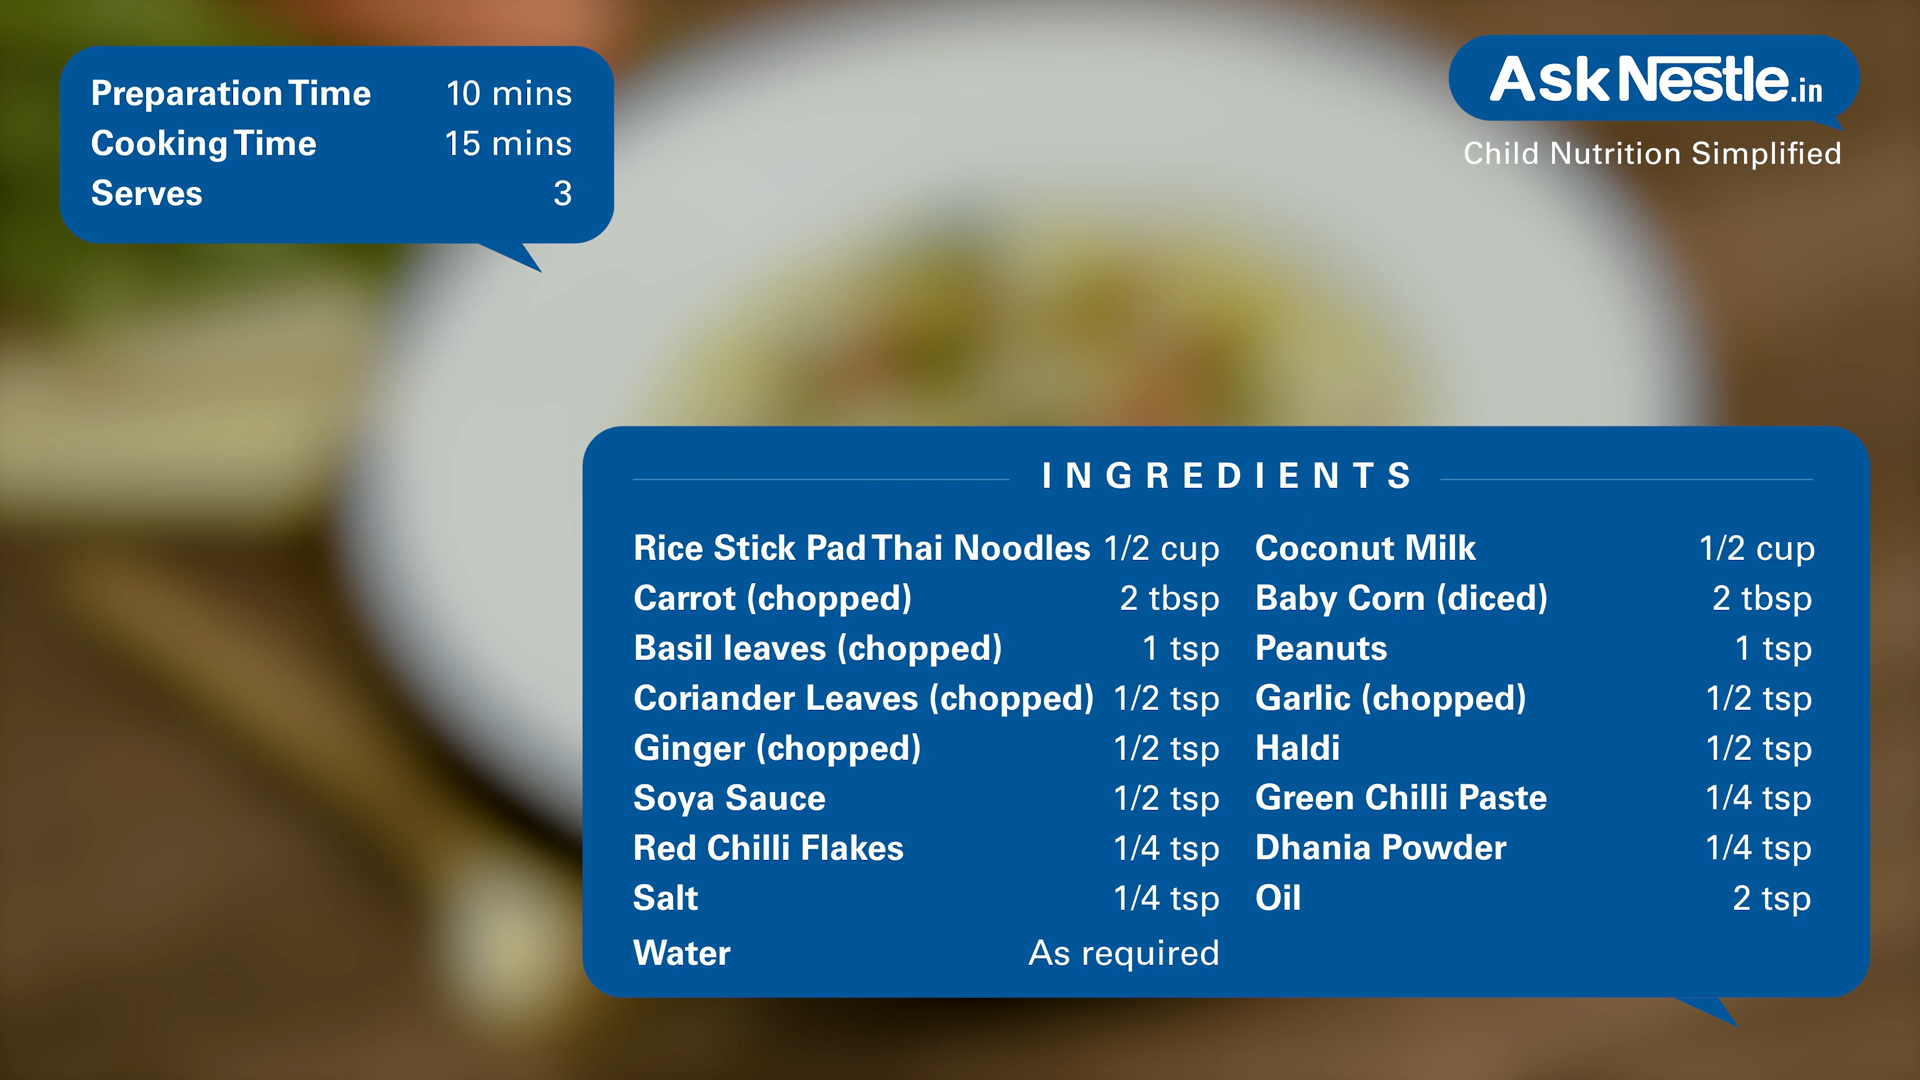 Preparation Time 10 mins
Cooking Time 15 mins
Serves 3
Ask Nestle.in
Child Nutrition Simplified
INGREDIENTS
Rice Stick Pad Thai Noodles 1/2 cup Coconut Milk 1/2 cup
Carrot (chopped) 2 tbsp Baby Corn (diced) 2 tbsp
Basil leaves (chopped) 1 tsp Peanuts 1 tsp
Coriander Leaves (chopped) 1/2 tsp Garlic (chopped) 1/2 tsp
Ginger (chopped) 1/2 tsp Haldi 1/2 tsp
Soya Sauce 1/2 tsp Green Chilli Paste 1/4 tsp
Red Chilli Flakes 1/4 tsp Dhania Powder 1/4 tsp
Salt 1/4 tsp Oil 2 tsp
Water As required